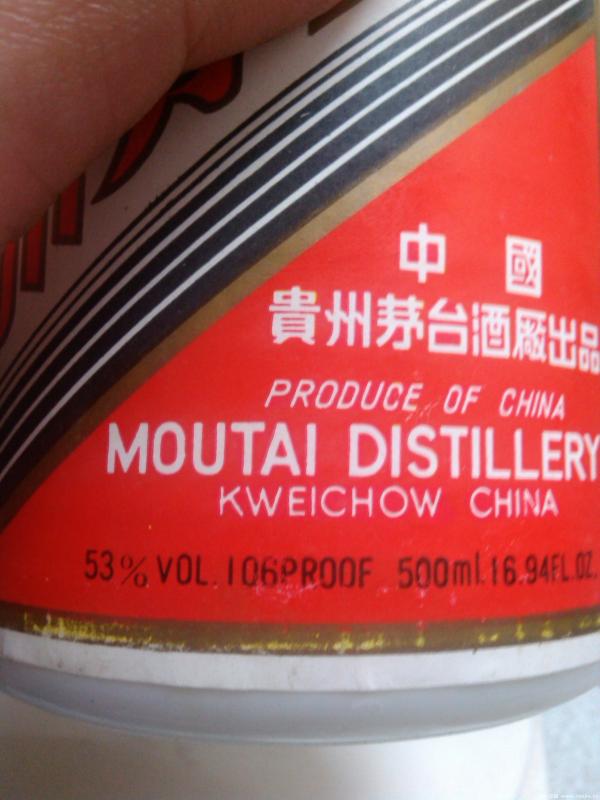 中國
貴州茅台酒厰出品
PRODUCE OF CHINA
MOUTAI DISTILLERY
KWEICHOW CHINA
53% VOL. 106PROOF 500ml.16.94FL.OZ.